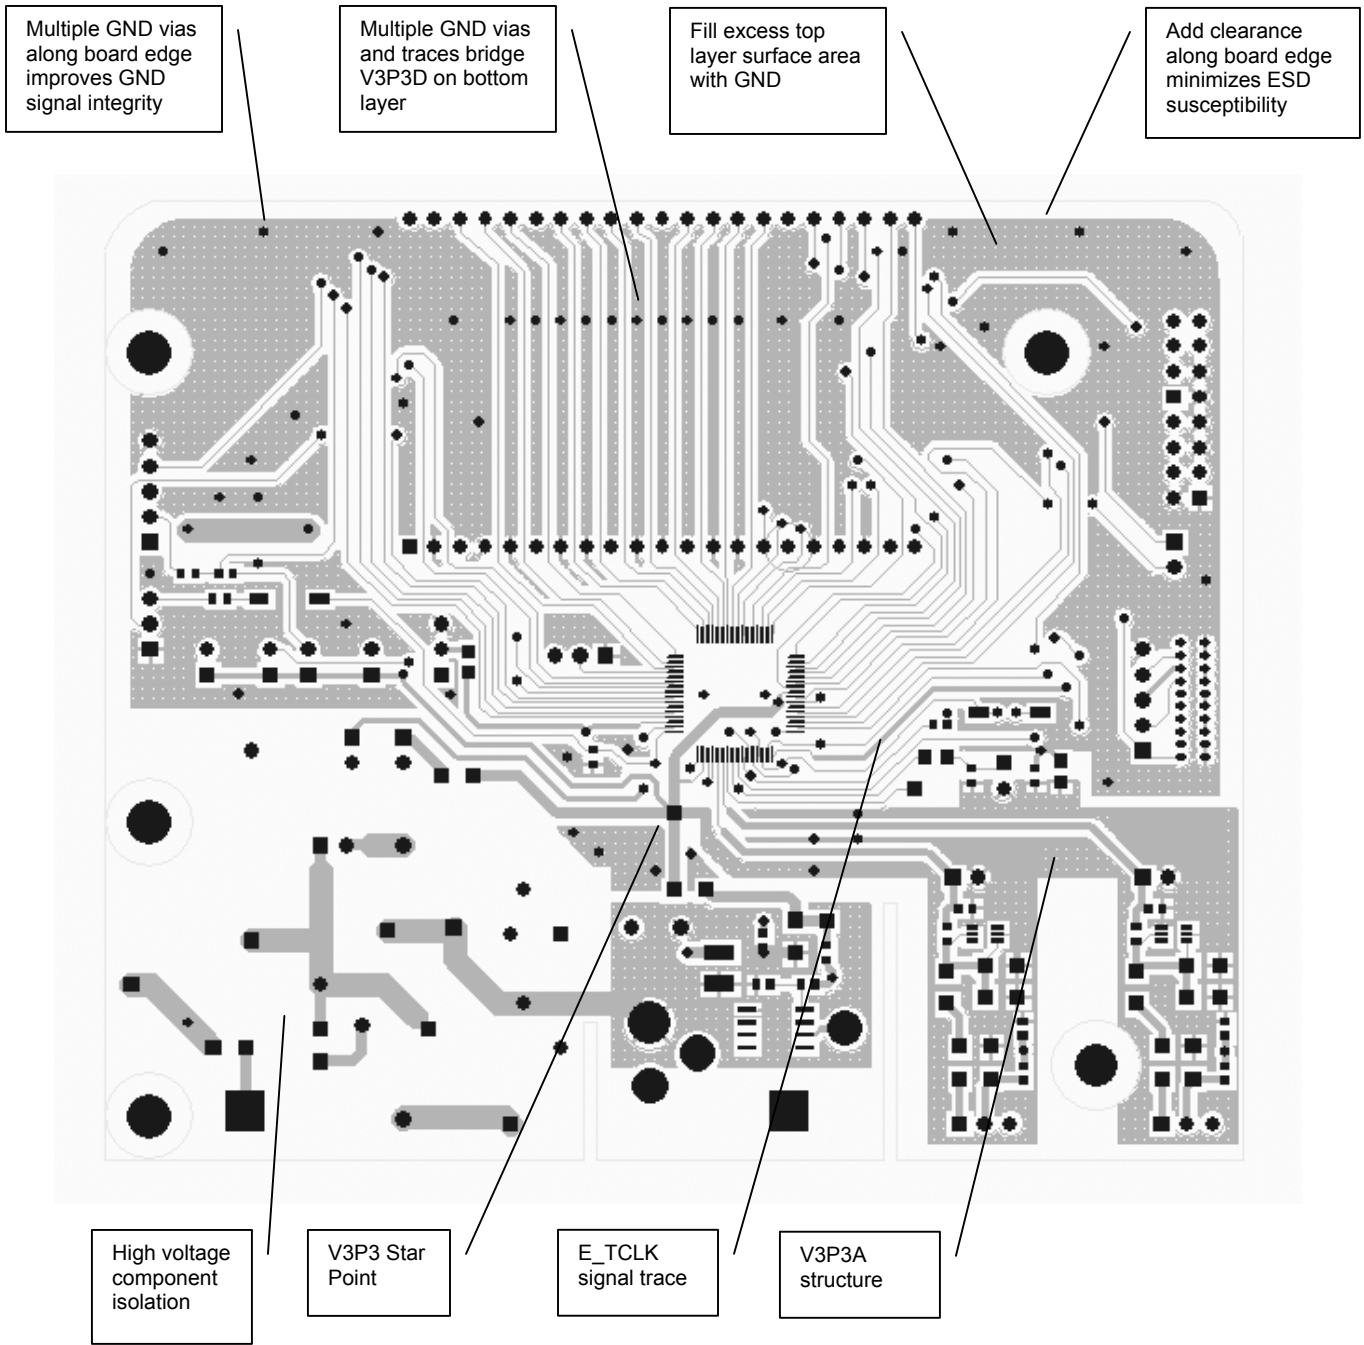 Multiple GND vias
along board edge
improves GND
signal integrity
Multiple GND vias
and traces bridge
V3P3D on bottom
layer
Fill excess top
layer surface area
with GND
Add clearance
along board edge
minimizes ESD
susceptibility
High voltage
component
isolation
V3P3 Star
Point
E_TCLK
signal trace
V3P3A
structure